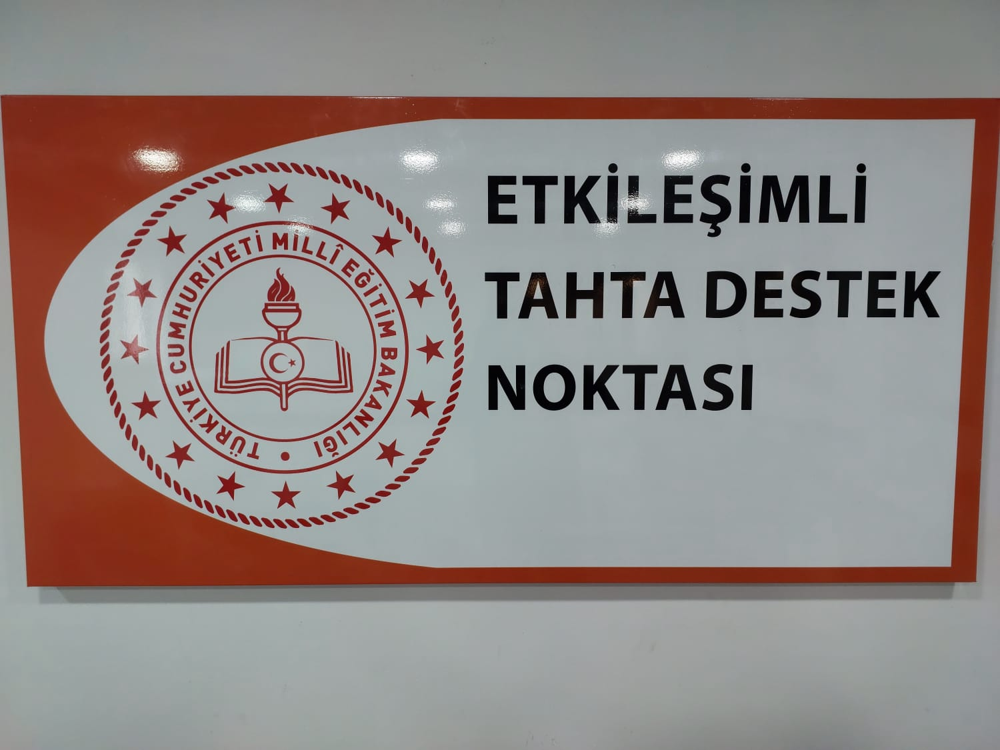 TÜRKİYE CUMHURİYETİ MİLLÎ EĞİTİM BAKANLIĞI
ETKİLEŞİMLİ
TAHTA DESTEK
NOKTASI